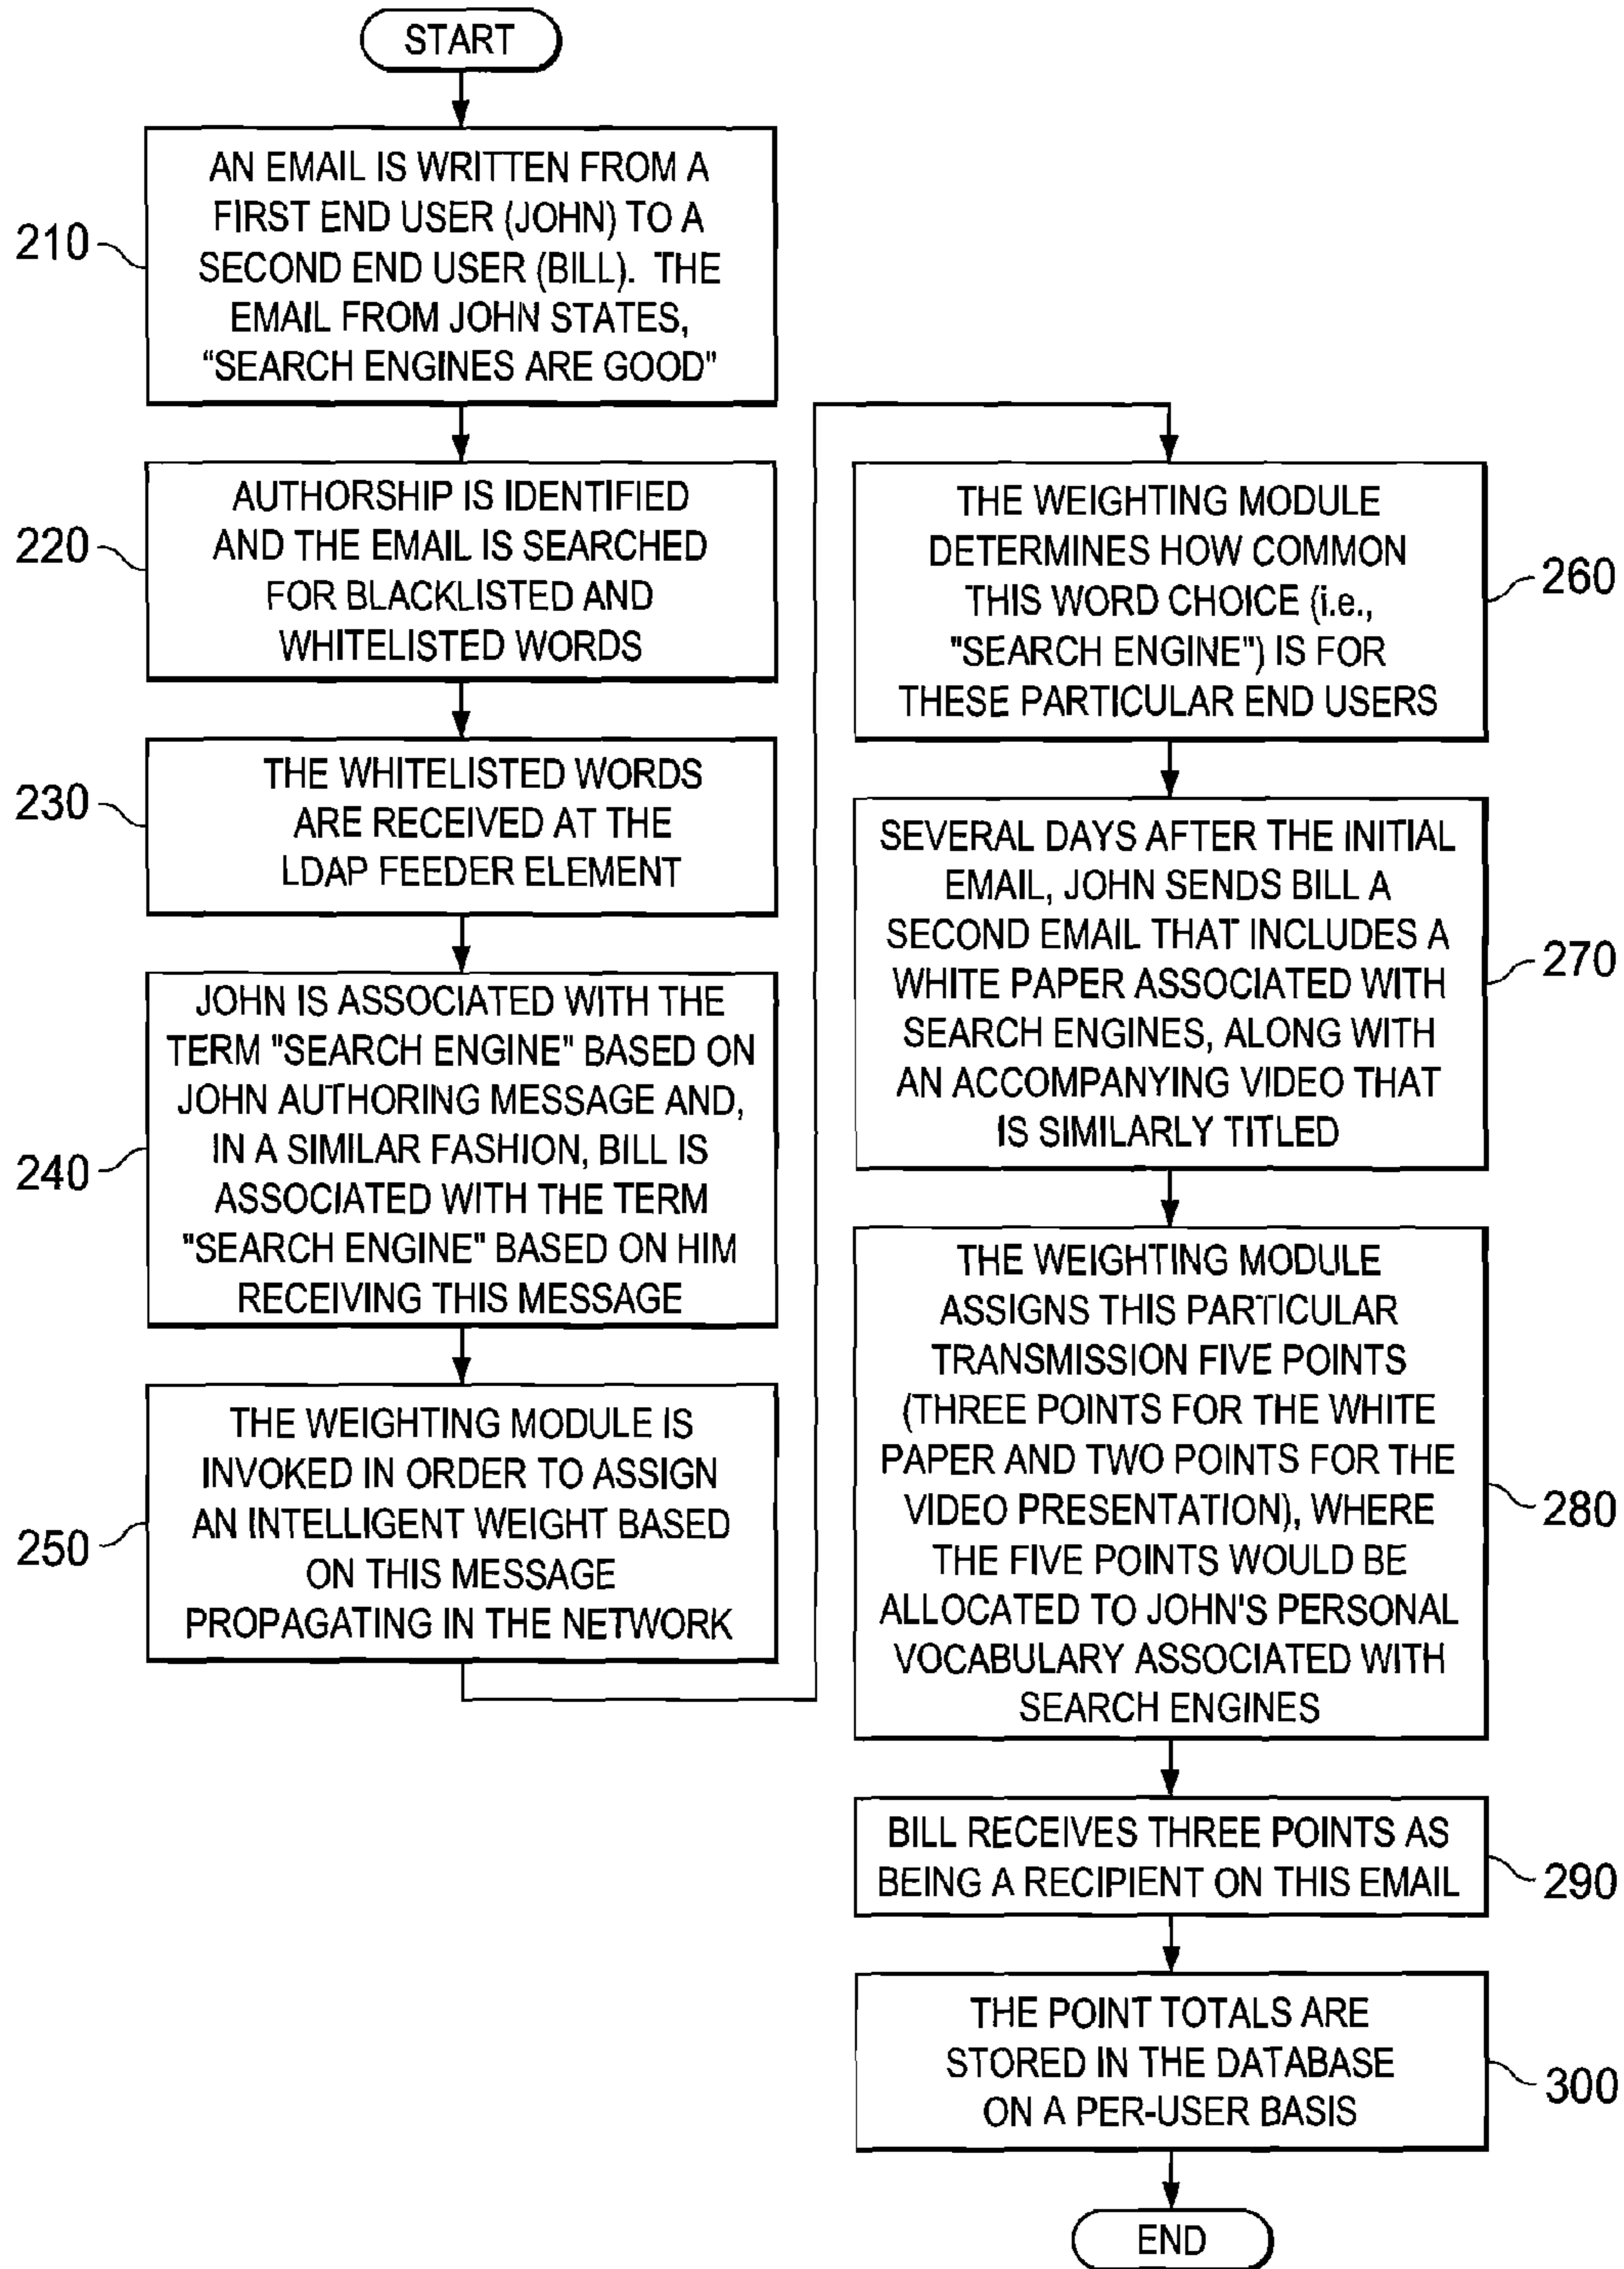 START
AN EMAIL IS WRITTEN FROM A
FIRST END USER (JOHN) TO A
SECOND END USER (BILL). THE
EMAIL FROM JOHN STATES,
“SEARCH ENGINES ARE GOOD"
210
AUTHORSHIP IS IDENTIFIED
AND THE EMAIL IS SEARCHED
FOR BLACKLISTED AND
WHITELISTED WORDS
220
THE WHITELISTED WORDS
ARE RECEIVED AT THE
LDAP FEEDER ELEMENT
230
JOHN IS ASSOCIATED WITH THE
TERM "SEARCH ENGINE" BASED ON
JOHN AUTHORING MESSAGE AND,
IN A SIMILAR FASHION, BILL IS
ASSOCIATED WITH THE TERM
"SEARCH ENGINE" BASED ON HIM
RECEIVING THIS MESSAGE
240
THE WEIGHTING MODULE IS
INVOKED IN ORDER TO ASSIGN
AN INTELLIGENT WEIGHT BASED
ON THIS MESSAGE
PROPAGATING IN THE NETWORK
250
THE WEIGHTING MODULE
DETERMINES HOW COMMON
THIS WORD CHOICE (i.e.,
"SEARCH ENGINE") IS FOR
THESE PARTICULAR END USERS
260
SEVERAL DAYS AFTER THE INITIAL
EMAIL, JOHN SENDS BILL A
SECOND EMAIL THAT INCLUDES A
WHITE PAPER ASSOCIATED WITH
SEARCH ENGINES, ALONG WITH
AN ACCOMPANYING VIDEO THAT
IS SIMILARLY TITLED
270
THE WEIGHTING MODULE
ASSIGNS THIS PARTICULAR
TRANSMISSION FIVE POINTS
(THREE POINTS FOR THE WHITE
PAPER AND TWO POINTS FOR THE
VIDEO PRESENTATION), WHERE
THE FIVE POINTS WOULD BE
ALLOCATED TO JOHN'S PERSONAL
VOCABULARY ASSOCIATED WITH
SEARCH ENGINES
280
BILL RECEIVES THREE POINTS AS
BEING A RECIPIENT ON THIS EMAIL
290
THE POINT TOTALS ARE
STORED IN THE DATABASE
ON A PER-USER BASIS
300
END